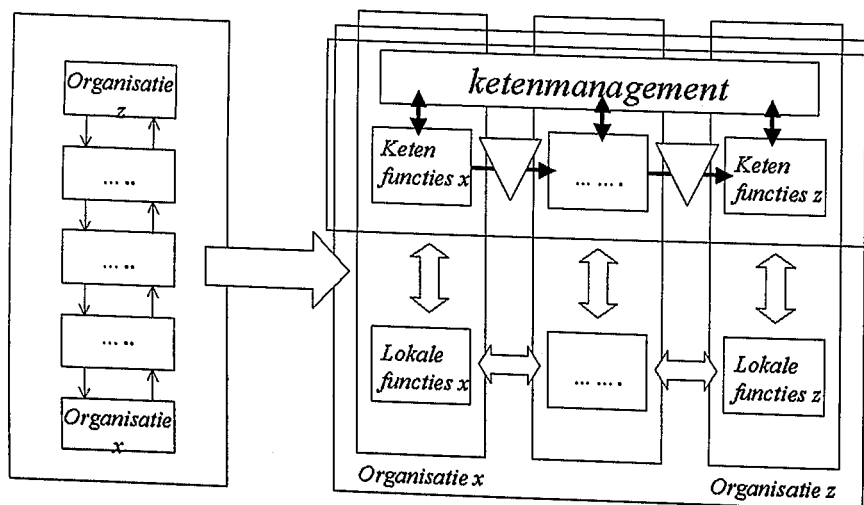 Organisatie
z
... ..
... ..
... ..
Organisatie
x
ketenmanagement
Keten
functies x
... ... .
Keten
functies z
Lokale
functies x
... ... .
Lokale
functies z
Organisatie x
Organisatie z